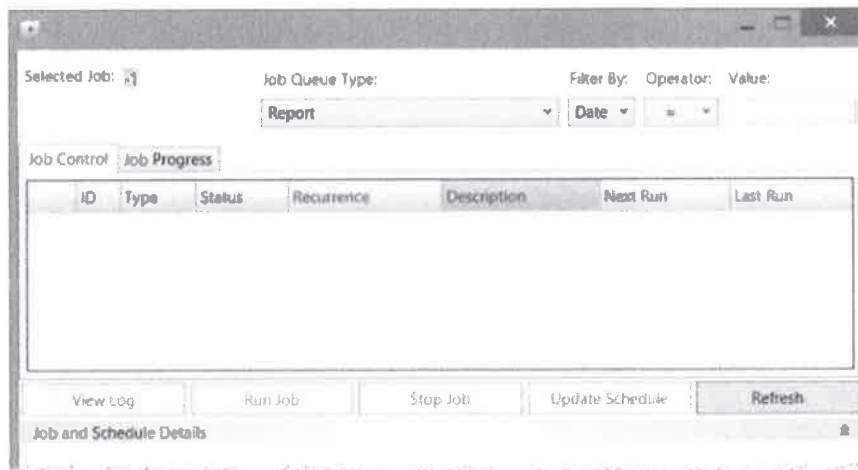 Selected Job: -1
Job Queue Type:
Filter By: Operator: Value:
Report
Date =
Job Control Job Progress
ID Type Status Recurrence Description Next Run Last Run
View Log Run Job Stop Job Update Schedule Refresh
Job and Schedule Details